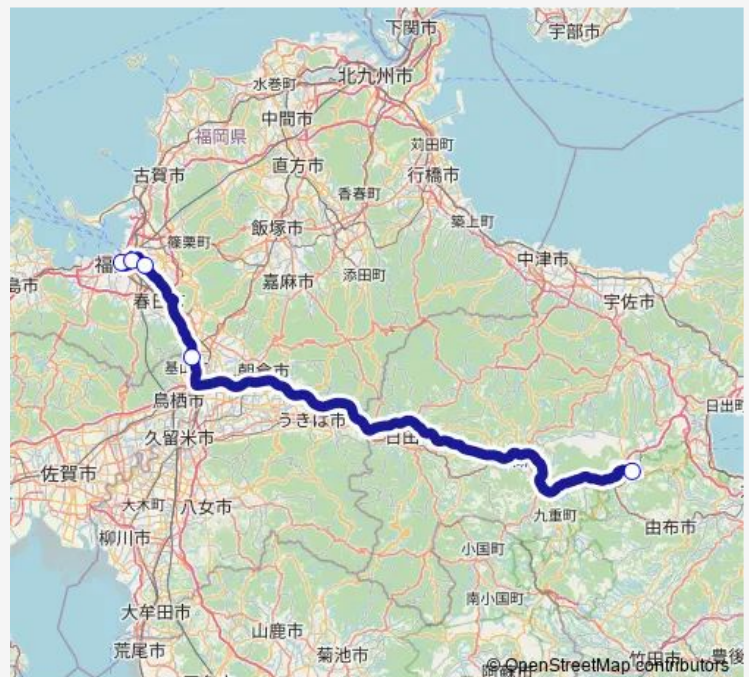 下関市
宇部市
北九州市
水巻町
中間市
福岡県
苅田町
古賀市
直方市
行橋市
香春町
築上町
飯塚市
篠栗町
中津市
福
添田町
嘉麻市
島市
宇佐市
春日
基山
朝倉市
鳥栖市
日出町
うきは市
久留米市
日田
佐賀市
大木町
八女市
九重町
由布市
柳川市
小国町
南小国町
大牟田市
山鹿市
荒尾市
菊池市
竹田市
豊後
© OpenStreetMap contributors